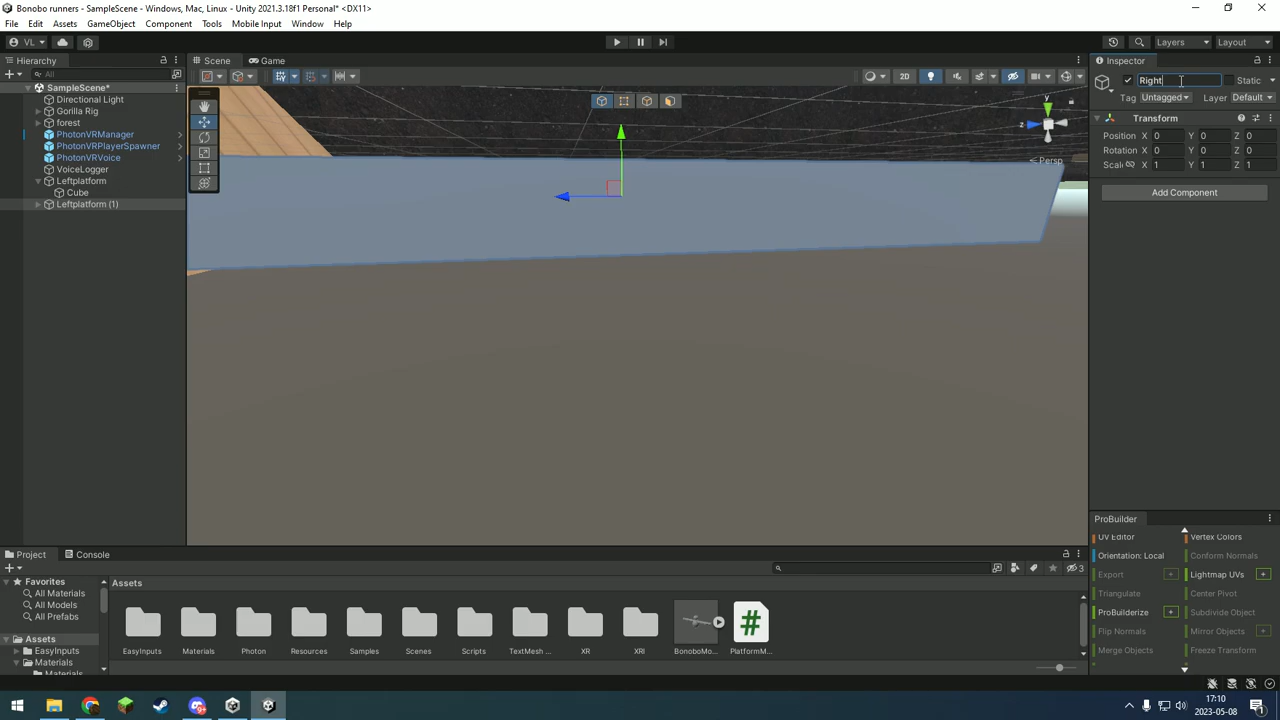 Bonobo runners - SampleScene - Windows, Mac, Linux - Unity 2021.3.18f1 Personal* <DX11>
File Edit Assets GameObject Component Tools Mobile Input Window Help
VL Layers Layout
Hierarchy Scene Game Inspector
All
2D
Right Static
Tag Untagged Layer Default
SampleScene*
Directional Light
Gorilla Rig
forest
PhotonVRManager
PhotonVRPlayerSpawner
PhotonVRVoice
VoiceLogger
Leftplatform
Cube
Leftplatform (1)
y
z
Persp
Transform
Position X 0 Y 0 Z 0
Rotation X 0 Y 0 Z 0
Scale X 1 Y 1 Z 1
Add Component
ProBuilder
UV Editor Vertex Colors
Orientation: Local Conform Normals
Export Lightmap UVs
Triangulate Center Pivot
ProBuilderize Subdivide Object
Flip Normals Mirror Objects
Merge Objects Freeze Transform
Project Console
3
Favorites
All Materials
All Models
All Prefabs
Assets
EasyInputs
Materials
Assets
EasyInputs Materials Photon Resources Samples Scenes Scripts TextMesh ... XR XRI BonoboMo... PlatformM...
17:10
2023-05-08
1